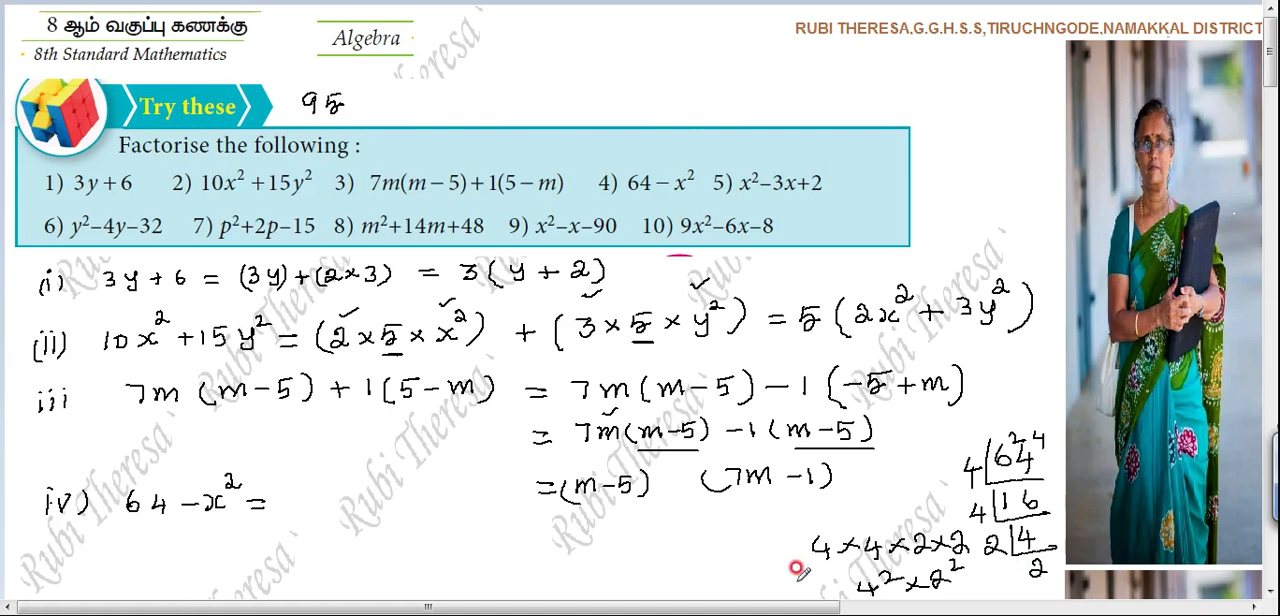 8 ஆம் வகுப்பு கணக்கு
8th Standard Mathematics
Algebra
RUBI THERESA,G.G.H.S.S,TIRUCHNGODE,NAMAKKAL DISTRICT
Try these
95
Factorise the following :
1) 3y + 6 2) 10x² + 15y² 3) 7m(m – 5) + 1(5 – m) 4) 64 – x² 5) x²–3x+2
6) y²–4y–32 7) p²+2p–15 8) m²+14m+48 9) x²–x–90 10) 9x²–6x–8
(i) 3y + 6 = (3y) + (2×3) = 3(y + 2)
(ii) 10x² + 15y² = (2 × 5 × x²) + (3 × 5 × y²) = 5(2x² + 3y²)
iii 7m(m – 5) + 1(5 – m) = 7m(m – 5) – 1(–5 + m)
= 7m(m – 5) – 1(m – 5)
= (m – 5) (7m – 1)
iv) 64 – x² =
4 | 64
4 | 16
2 | 4
2
4 × 4 × 2 × 2
4² × 2²
Rubi Theresa